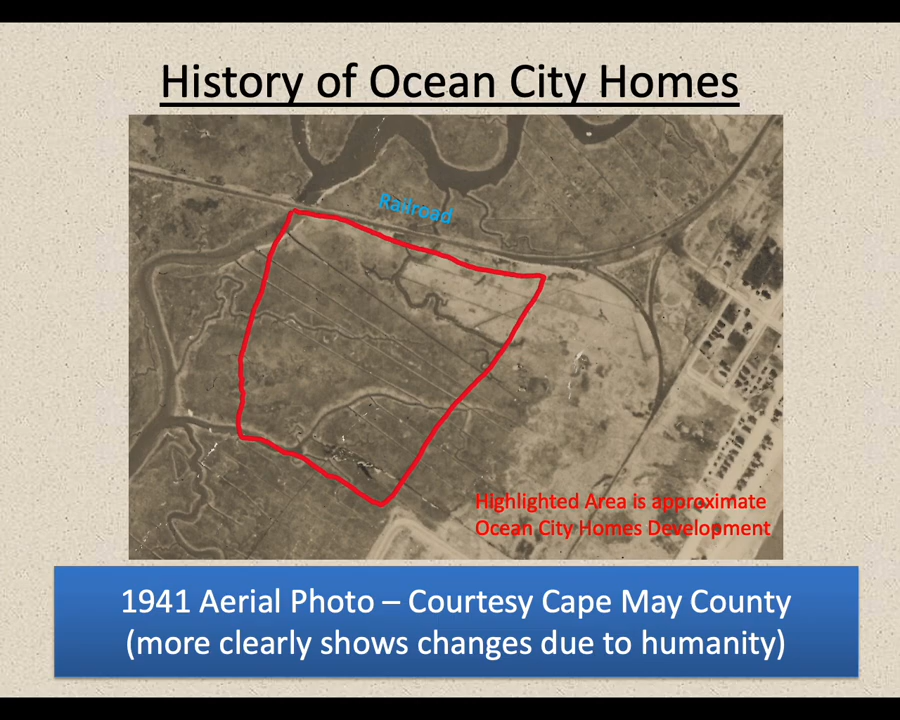 History of Ocean City Homes
Railroad
Highlighted Area is approximate
Ocean City Homes Development
1941 Aerial Photo – Courtesy Cape May County
(more clearly shows changes due to humanity)